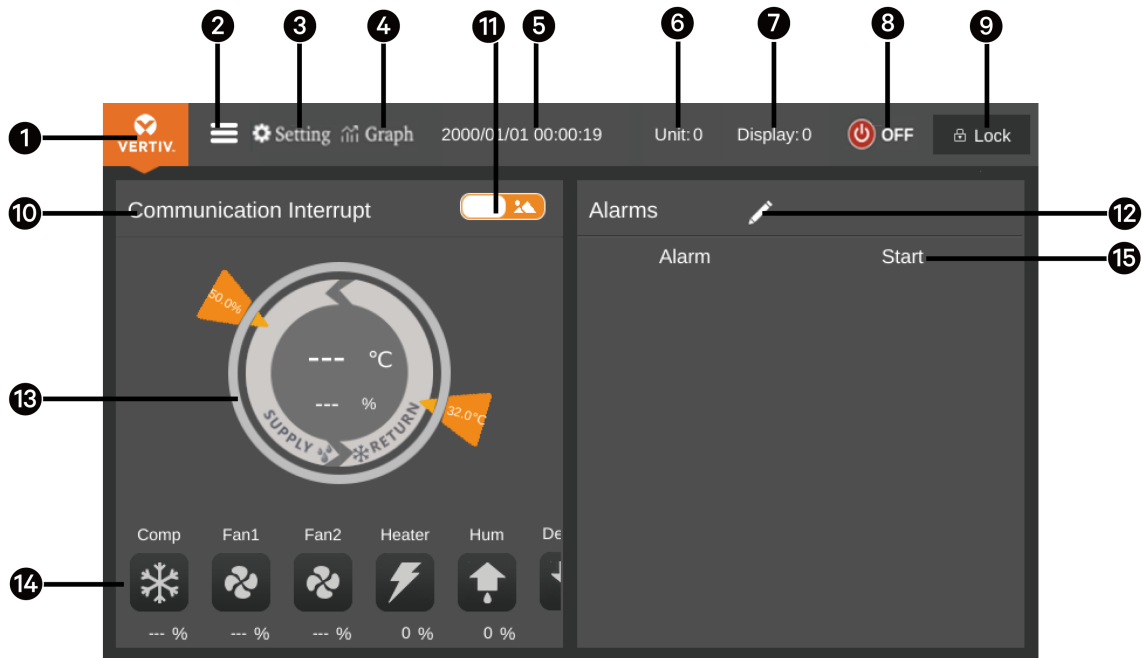 2 3 4 11 5 6 7 8 9
1 VERTIV. Setting Graph 2000/01/01 00:00:19 Unit: 0 Display: 0 OFF Lock
10 Communication Interrupt Alarms 12
Alarm Start 15
50.0%
--- °C
13 --- % 32.0°C
SUPPLY RETURN
Comp Fan1 Fan2 Heater Hum De
14
--- % --- % --- % 0 % 0 %